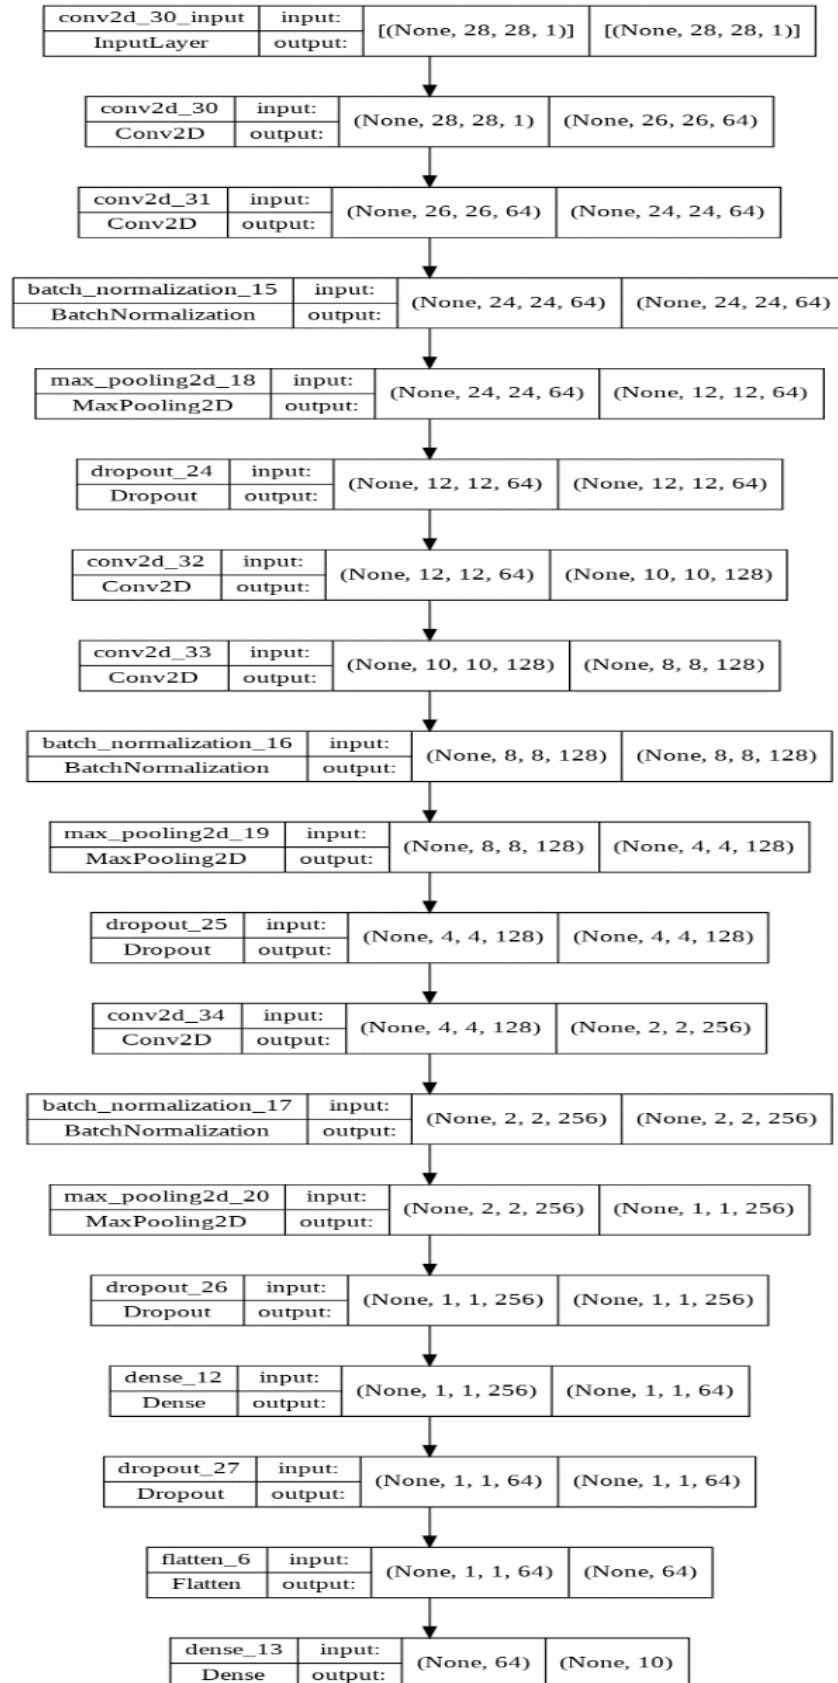 conv2d_30_input input: [(None, 28, 28, 1)] [(None, 28, 28, 1)]
InputLayer output:
conv2d_30 input: (None, 28, 28, 1) (None, 26, 26, 64)
Conv2D output:
conv2d_31 input: (None, 26, 26, 64) (None, 24, 24, 64)
Conv2D output:
batch_normalization_15 input: (None, 24, 24, 64) (None, 24, 24, 64)
BatchNormalization output:
max_pooling2d_18 input: (None, 24, 24, 64) (None, 12, 12, 64)
MaxPooling2D output:
dropout_24 input: (None, 12, 12, 64) (None, 12, 12, 64)
Dropout output:
conv2d_32 input: (None, 12, 12, 64) (None, 10, 10, 128)
Conv2D output:
conv2d_33 input: (None, 10, 10, 128) (None, 8, 8, 128)
Conv2D output:
batch_normalization_16 input: (None, 8, 8, 128) (None, 8, 8, 128)
BatchNormalization output:
max_pooling2d_19 input: (None, 8, 8, 128) (None, 4, 4, 128)
MaxPooling2D output:
dropout_25 input: (None, 4, 4, 128) (None, 4, 4, 128)
Dropout output:
conv2d_34 input: (None, 4, 4, 128) (None, 2, 2, 256)
Conv2D output:
batch_normalization_17 input: (None, 2, 2, 256) (None, 2, 2, 256)
BatchNormalization output:
max_pooling2d_20 input: (None, 2, 2, 256) (None, 1, 1, 256)
MaxPooling2D output:
dropout_26 input: (None, 1, 1, 256) (None, 1, 1, 256)
Dropout output:
dense_12 input: (None, 1, 1, 256) (None, 1, 1, 64)
Dense output:
dropout_27 input: (None, 1, 1, 64) (None, 1, 1, 64)
Dropout output:
flatten_6 input: (None, 1, 1, 64) (None, 64)
Flatten output:
dense_13 input: (None, 64) (None, 10)
Dense output: